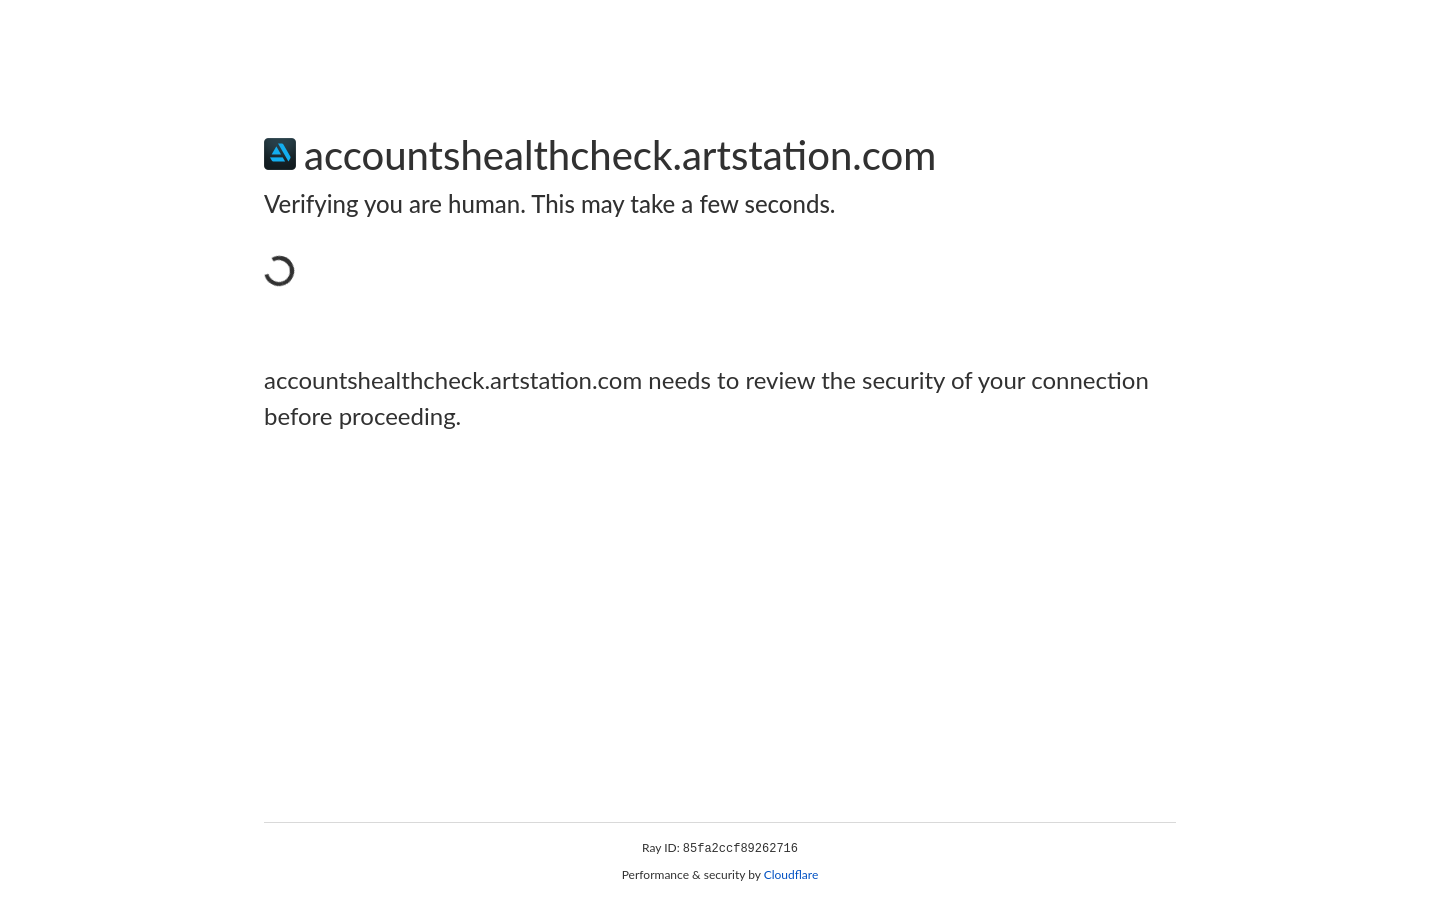 accountshealthcheck.artstation.com
Verifying you are human. This may take a few seconds.
accountshealthcheck.artstation.com needs to review the security of your connection
before proceeding.
Ray ID: 85fa2ccf89262716
Performance & security by Cloudflare